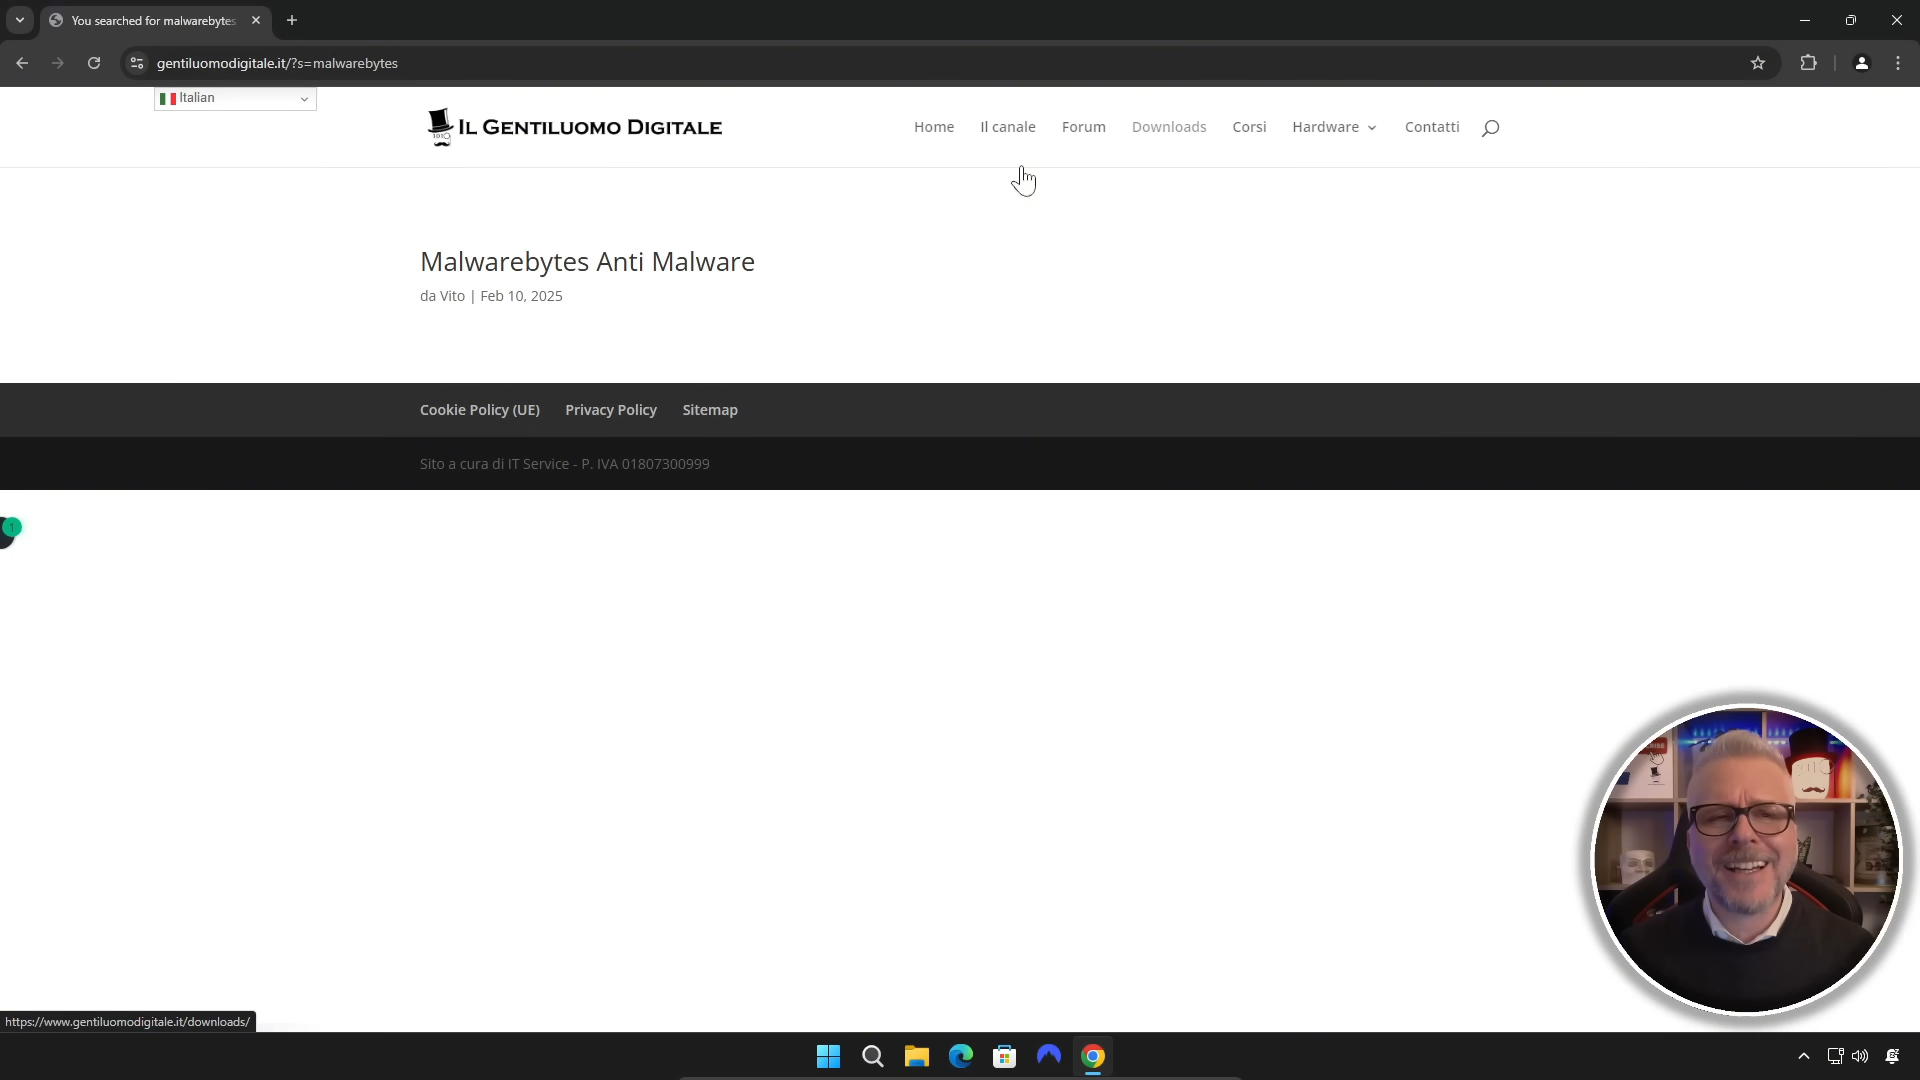 You searched for malwarebytes
gentiluomodigitale.it/?s=malwarebytes
Italian
IL GENTILUOMO DIGITALE
Home
Il canale
Forum
Downloads
Corsi
Hardware
Contatti
Malwarebytes Anti Malware
da Vito | Feb 10, 2025
Cookie Policy (UE)
Privacy Policy
Sitemap
Sito a cura di IT Service - P. IVA 01807300999
1
https://www.gentiluomodigitale.it/downloads/